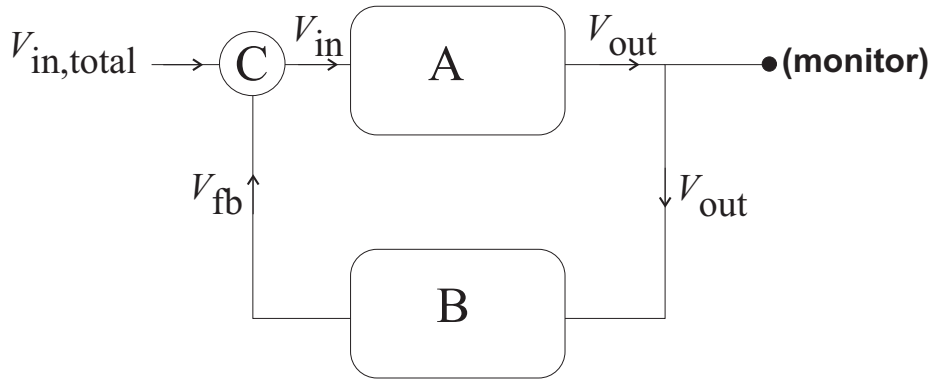 V_in,total
C
V_in
A
V_out
(monitor)
V_fb
V_out
B